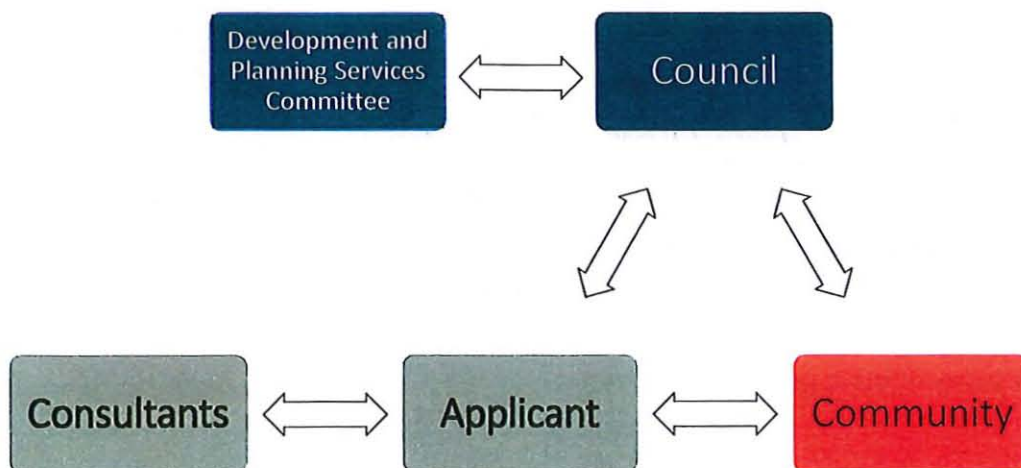 Development and
Planning Services
Committee
Council
Consultants
Applicant
Community